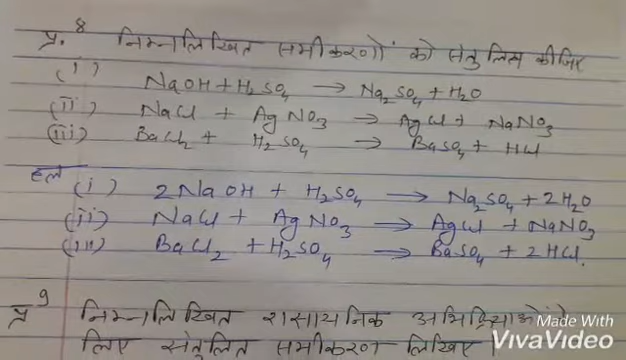 प्र.8 निम्नलिखित समीकरणों को संतुलित कीजिए
(i) NaOH + H₂SO₄ → Na₂SO₄ + H₂O
(ii) NaCl + AgNO₃ → AgCl + NaNO₃
(iii) BaCl₂ + H₂SO₄ → BaSO₄ + HCl
हल (i) 2NaOH + H₂SO₄ → Na₂SO₄ + 2H₂O
(ii) NaCl + AgNO₃ → AgCl + NaNO₃
(iii) BaCl₂ + H₂SO₄ → BaSO₄ + 2HCl.
प्र 9 निम्नलिखित रासायनिक अभिक्रियाओं के
लिए संतुलित समीकरण लिखिए।
Made With
VivaVideo